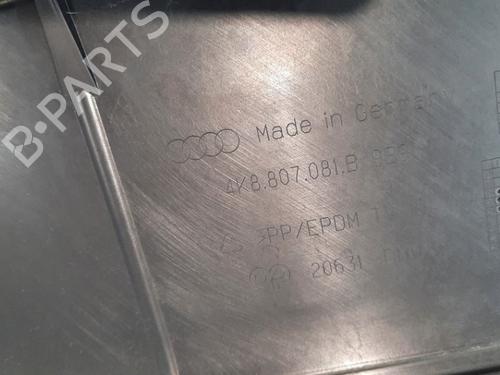 B-PARTS
Made in Germany
4K8.807.081.B
PP/EPDM
20631